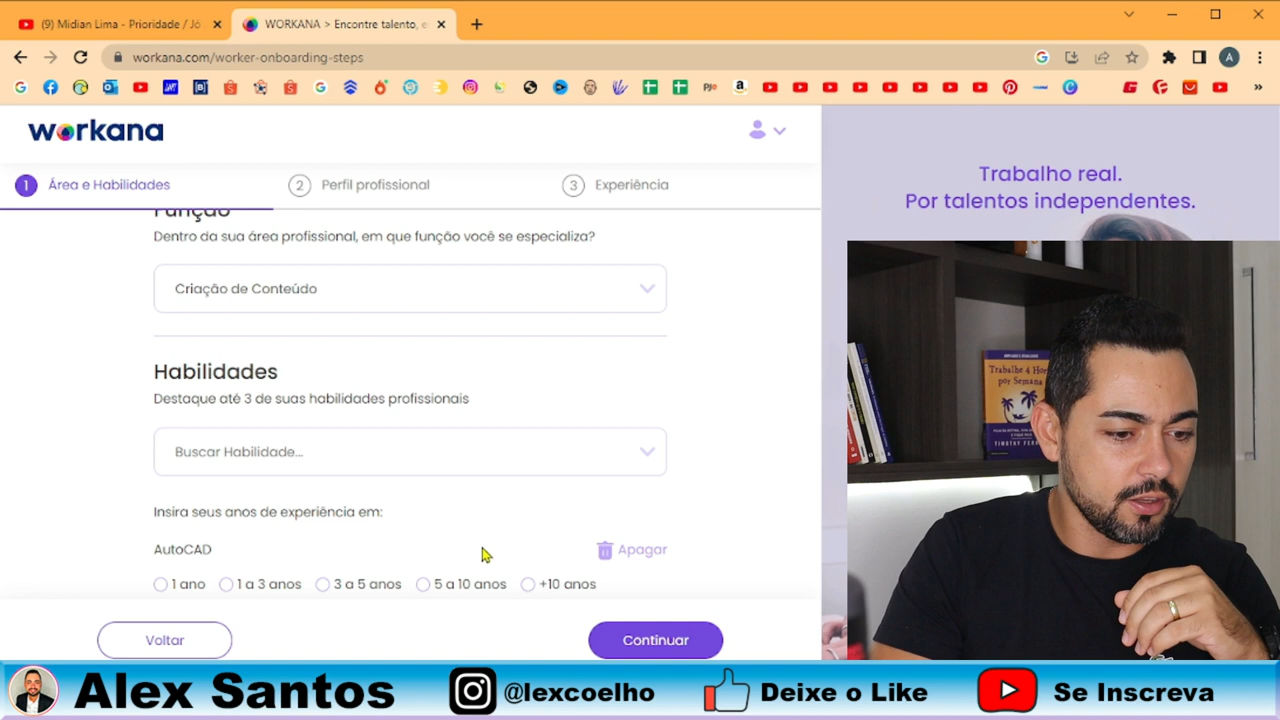 (9) Midian Lima - Prioridade / Jó
WORKANA > Encontre talento, e
workana.com/worker-onboarding-steps
A
workana
1 Área e Habilidades
2 Perfil profissional
3 Experiência
Função
Dentro da sua área profissional, em que função você se especializa?
Criação de Conteúdo
Habilidades
Destaque até 3 de suas habilidades profissionais
Buscar Habilidade...
Insira seus anos de experiência em:
AutoCAD
Apagar
1 ano
1 a 3 anos
3 a 5 anos
5 a 10 anos
+10 anos
Voltar
Continuar
Trabalho real.
Por talentos independentes.
Trabalhe 4 Hor
por Semana
Alex Santos
@lexcoelho
Deixe o Like
Se Inscreva